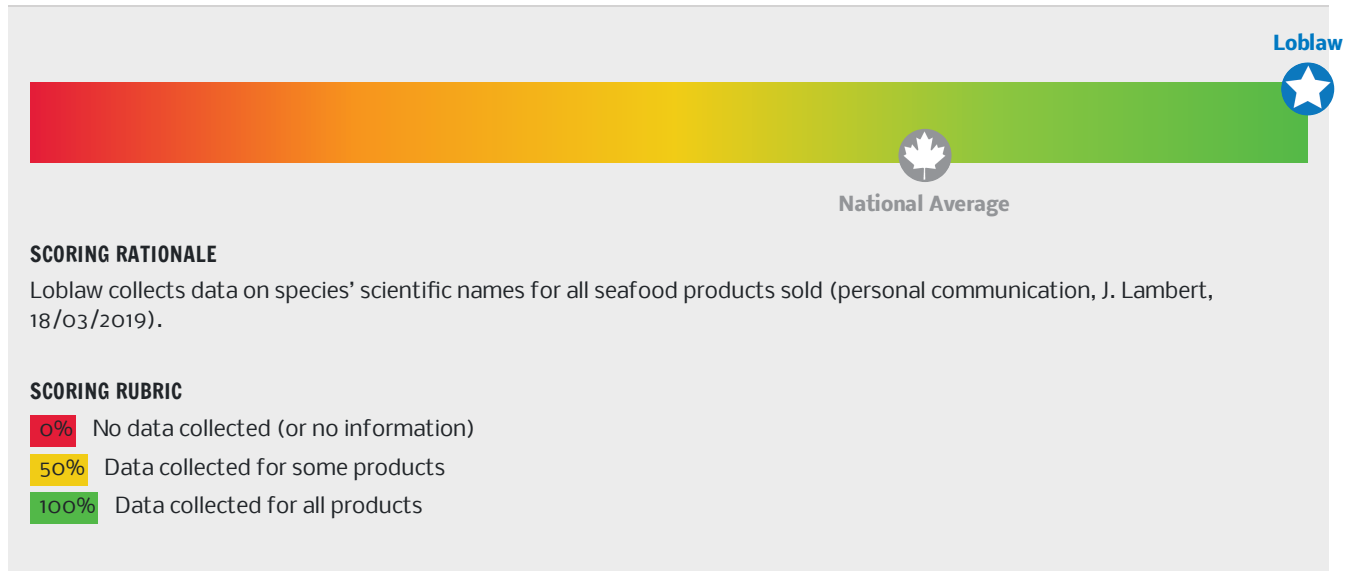 Loblaw
National Average
SCORING RATIONALE
Loblaw collects data on species’ scientific names for all seafood products sold (personal communication, J. Lambert,
18/03/2019).
SCORING RUBRIC
0% No data collected (or no information)
50% Data collected for some products
100% Data collected for all products